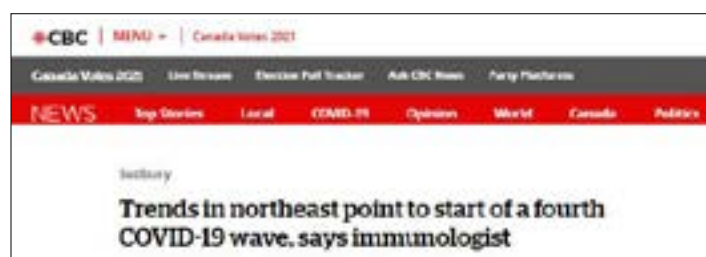 CBC | MENU | Canada Votes 2021
Canada Votes 2021 Live Stream Election Poll Tracker Ask CBC News Party Platforms
NEWS Top Stories Local COVID-19 Opinion World Canada Politics
Sudbury
Trends in northeast point to start of a fourth
COVID-19 wave, says immunologist